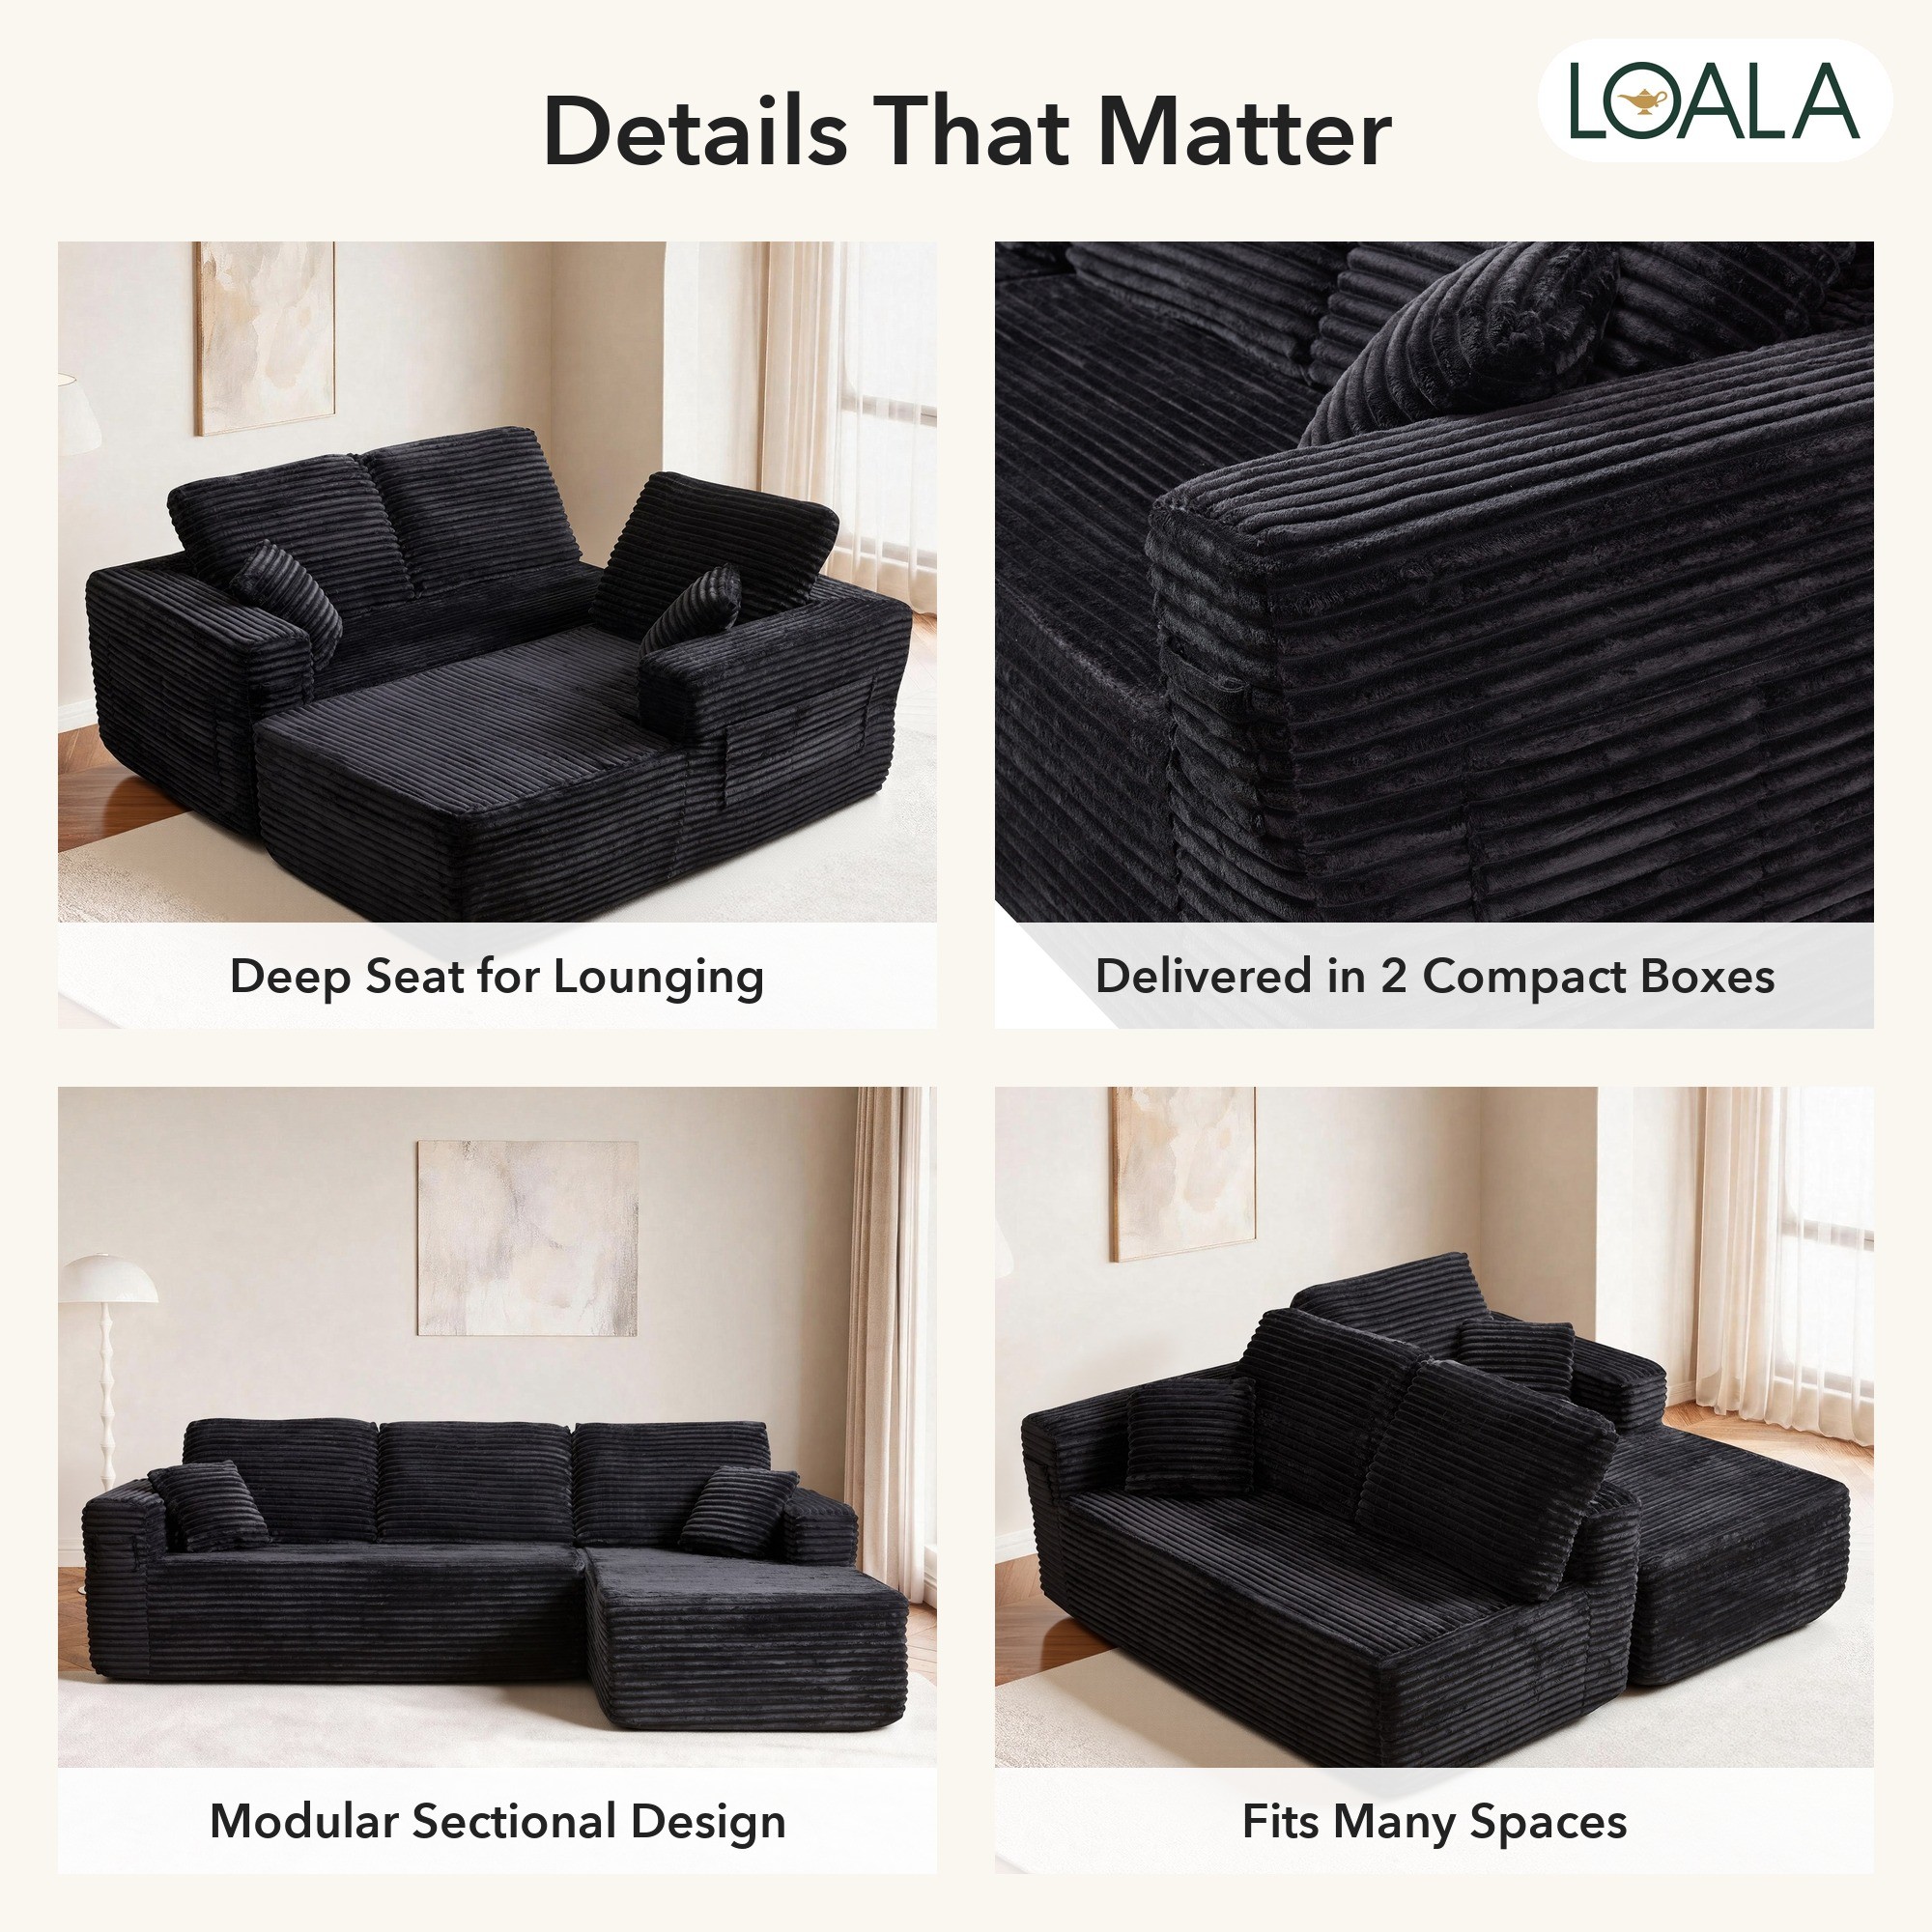 LOALA
Details That Matter
Deep Seat for Lounging
Delivered in 2 Compact Boxes
Modular Sectional Design
Fits Many Spaces